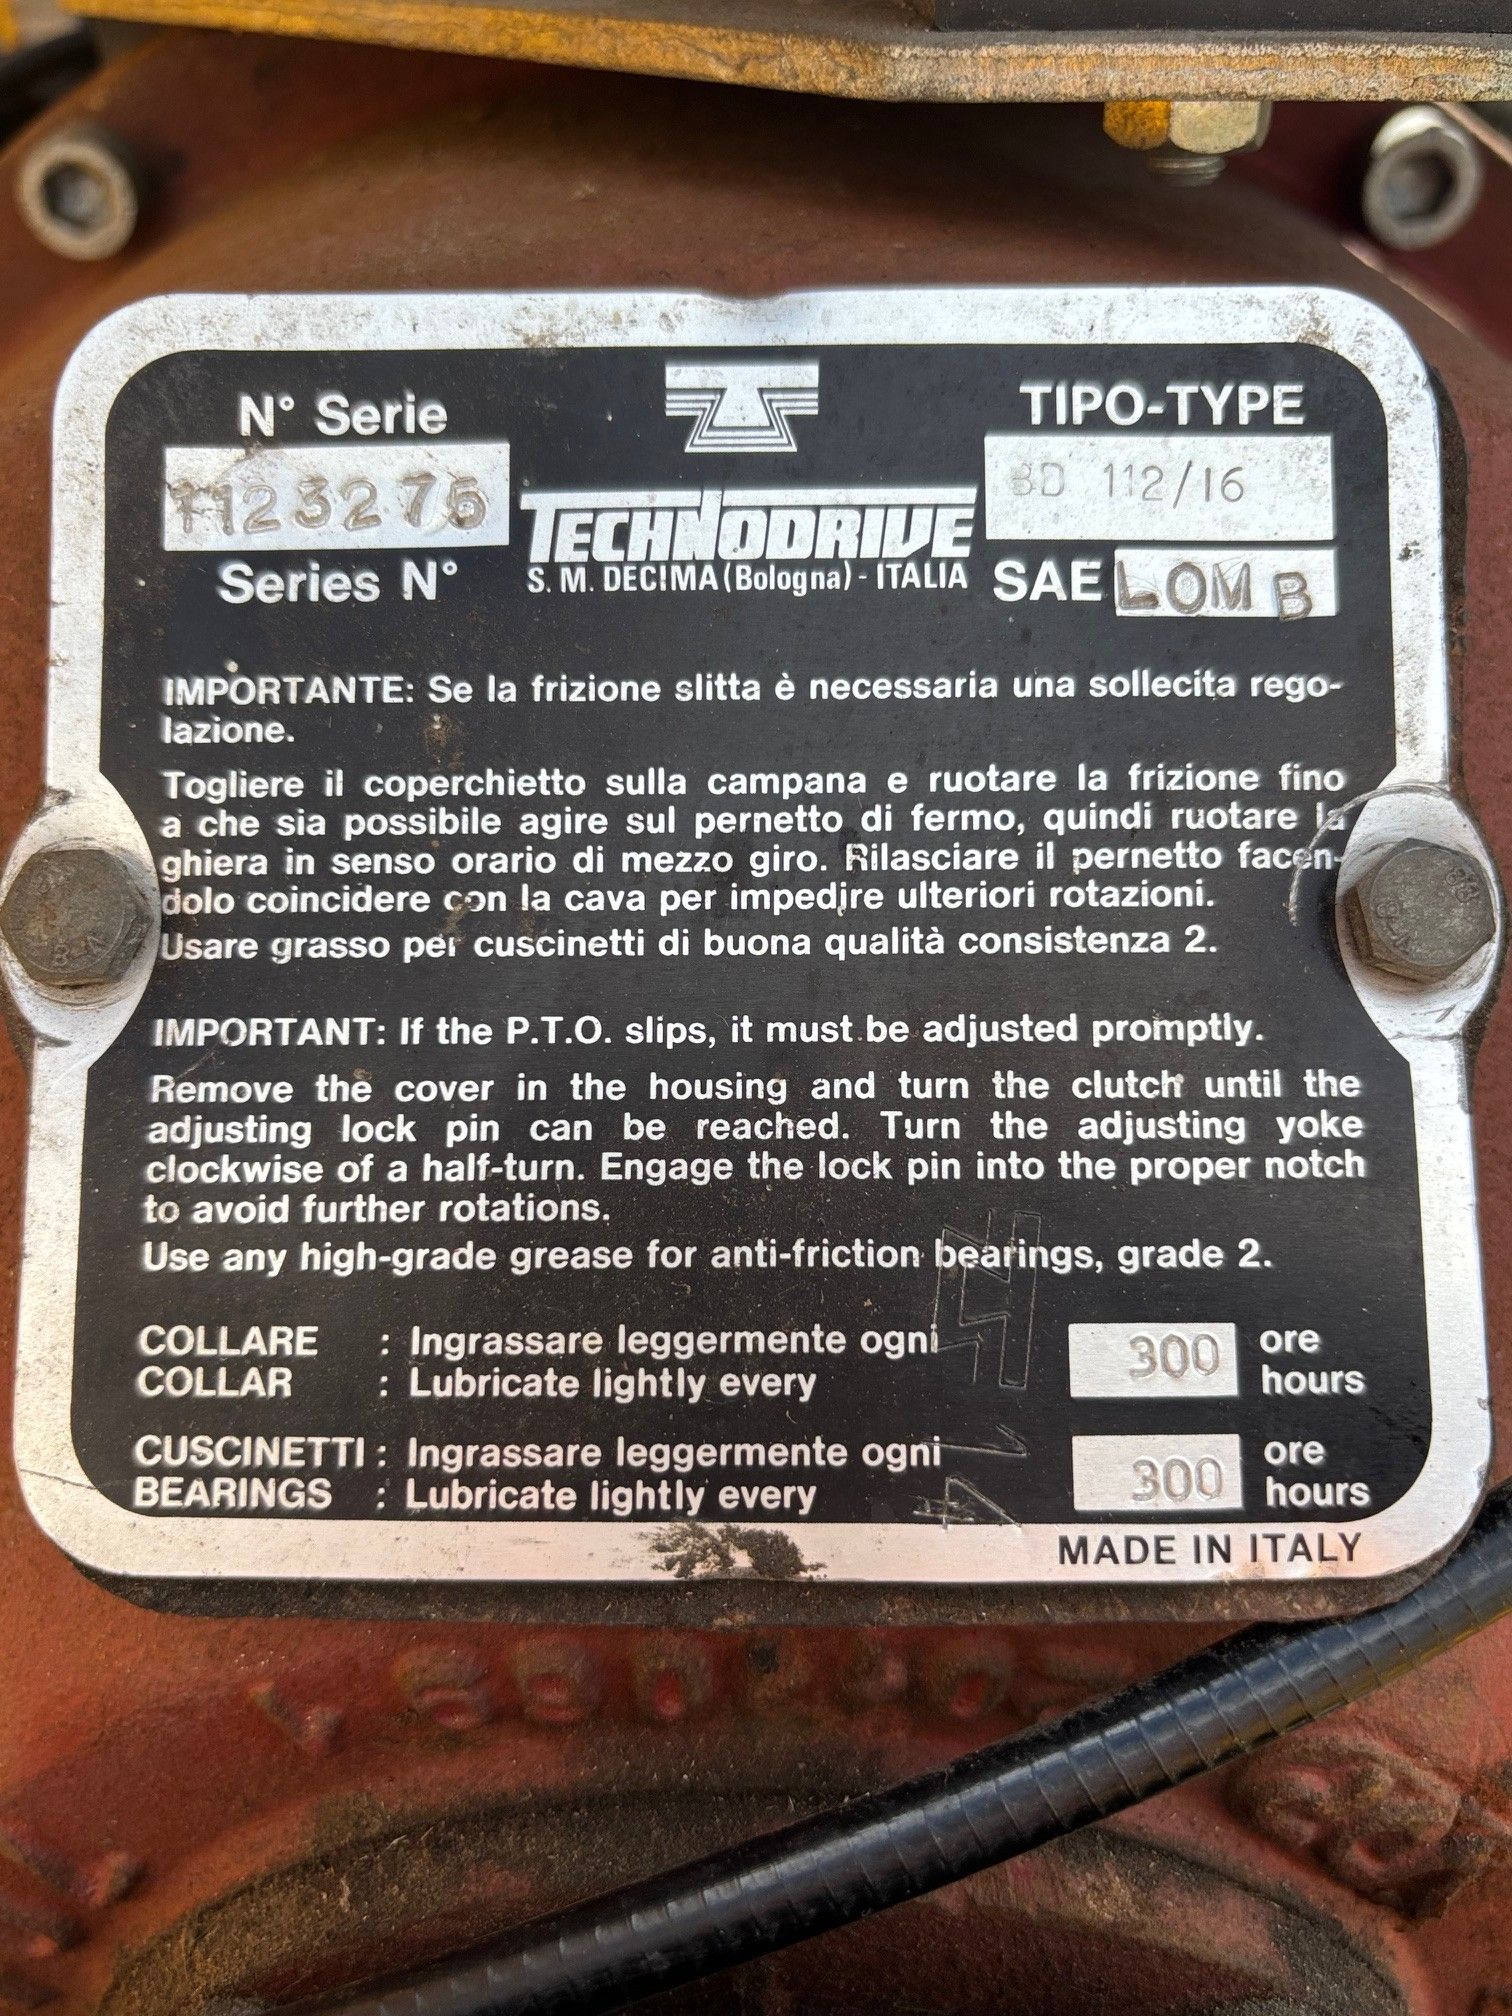 N° Serie
1123275
Series N°
TECHNODRIVE
S. M. DECIMA (Bologna) - ITALIA
TIPO-TYPE
BD 112/16
SAE LOM B
IMPORTANTE: Se la frizione slitta è necessaria una sollecita rego-
lazione.
Togliere il coperchietto sulla campana e ruotare la frizione fino
a che sia possibile agire sul pernetto di fermo, quindi ruotare la
ghiera in senso orario di mezzo giro. Rilasciare il pernetto facen-
dolo coincidere con la cava per impedire ulteriori rotazioni.
Usare grasso per cuscinetti di buona qualità consistenza 2.
IMPORTANT: If the P.T.O. slips, it must be adjusted promptly.
Remove the cover in the housing and turn the clutch until the
adjusting lock pin can be reached. Turn the adjusting yoke
clockwise of a half-turn. Engage the lock pin into the proper notch
to avoid further rotations.
Use any high-grade grease for anti-friction bearings, grade 2.
COLLARE : Ingrassare leggermente ogni 300 ore
COLLAR : Lubricate lightly every hours
CUSCINETTI : Ingrassare leggermente ogni 300 ore
BEARINGS : Lubricate lightly every hours
MADE IN ITALY